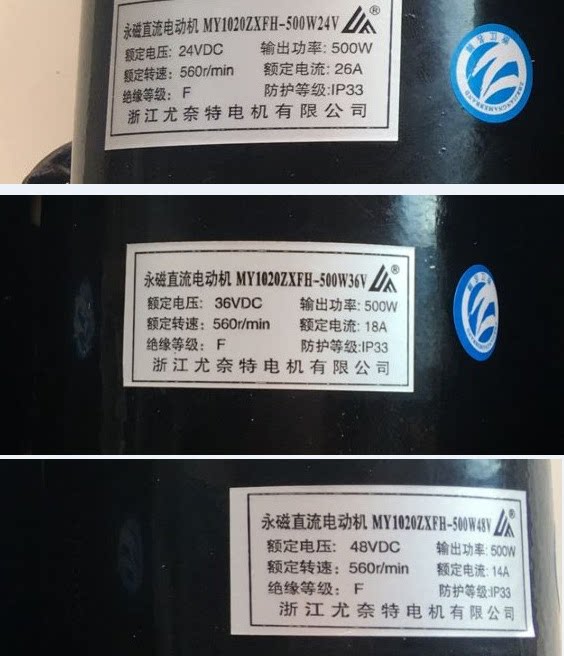 永磁直流电动机 MY1020ZXFH-500W24V ®
额定电压: 24VDC 输出功率: 500W
额定转速: 560r/min 额定电流: 26A
绝缘等级: F 防护等级:IP33
浙江尤奈特电机有限公司
永磁直流电动机 MY1020ZXFH-500W36V ®
额定电压: 36VDC 输出功率: 500W
额定转速: 560r/min 额定电流: 18A
绝缘等级: F 防护等级:IP33
浙江尤奈特电机有限公司
永磁直流电动机 MY1020ZXFH-500W48V ®
额定电压: 48VDC 输出功率: 500W
额定转速: 560r/min 额定电流: 14A
绝缘等级: F 防护等级:IP33
浙江尤奈特电机有限公司